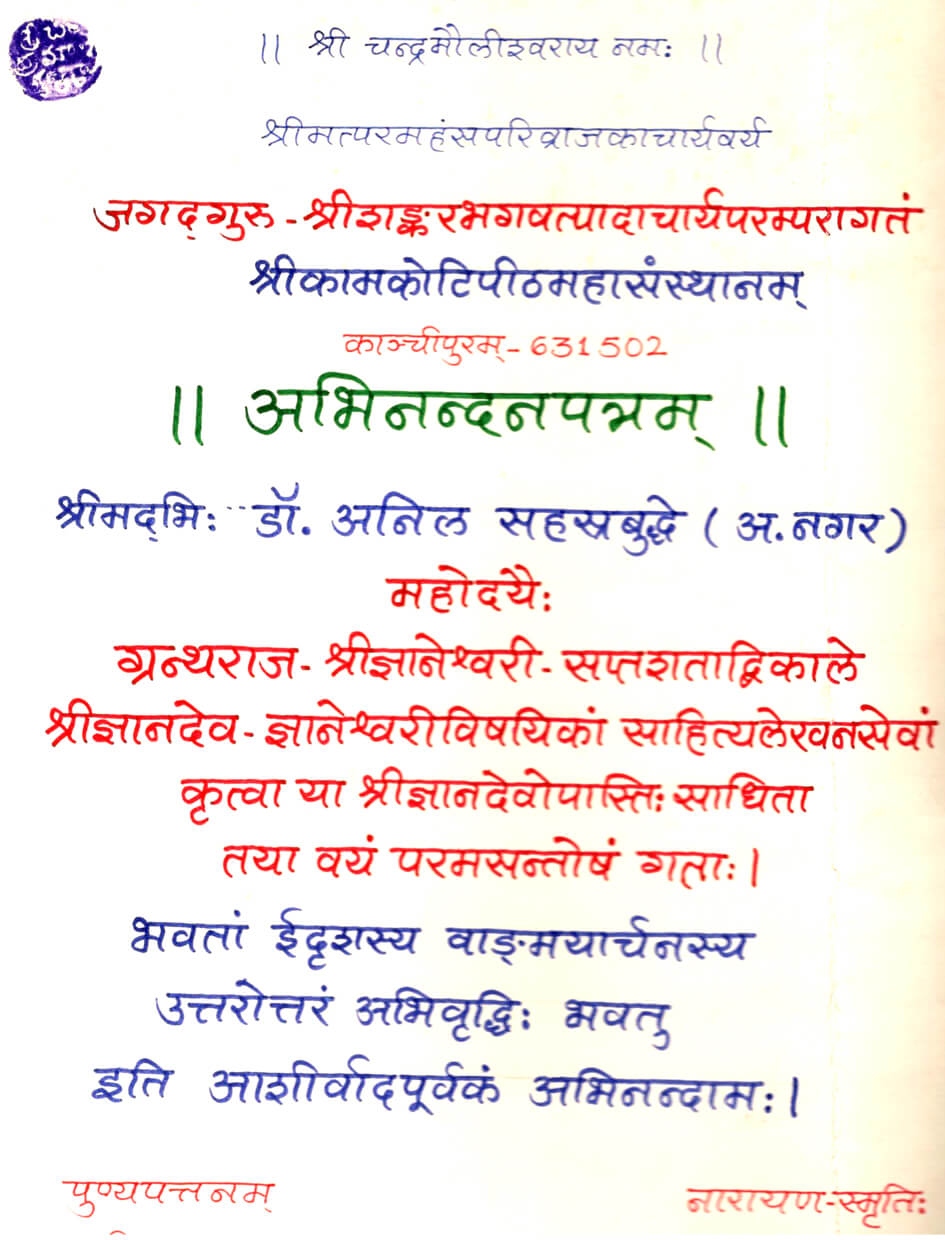 || श्री चन्द्रमौलीश्वराय नमः ||
श्रीमत्परमहंसपरिव्राजकाचार्यवर्य
जगद्गुरु - श्रीशङ्करभगवत्पादाचार्यपरम्परागतं
श्रीकामकोटिपीठमहासंस्थानम्
काञ्चीपुरम् - 631502
|| अभिनन्दनपत्रम् ||
श्रीमद्भिः डॉ. अनिल सहस्रबुद्धे ( अ. नगर )
महोदयैः
ग्रन्थराज - श्रीज्ञानेश्वरी - सप्तशताद्विकाले
श्रीज्ञानदेव - ज्ञानेश्वरीविषयिकां साहित्यलेखनसेवां
कृत्वा या श्रीज्ञानदेवोपास्तिः साधिता
तया वयं परमसन्तोषं गताः ।
भवतां ईदृशस्य वाङ्मयार्चनस्य
उत्तरोत्तरं अभिवृद्धिः भवतु
इति आशीर्वादपूर्वकं अभिनन्दामः ।
पुण्यपत्तनम्
नारायण-स्मृतिः